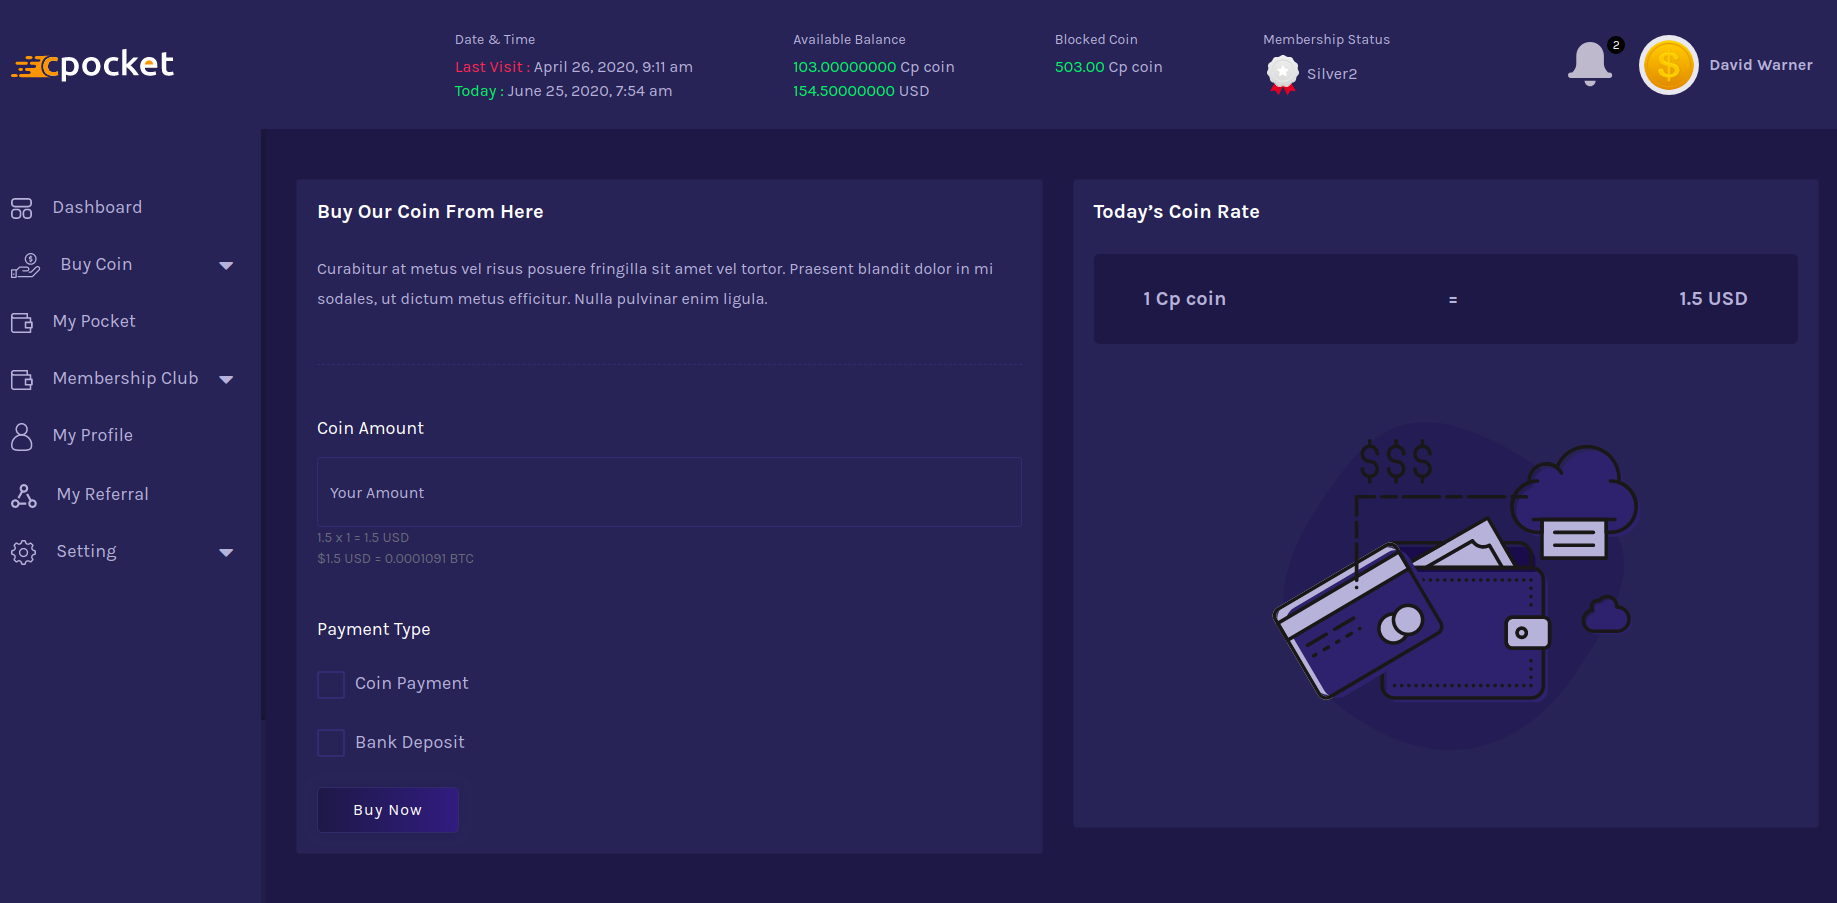 cpocket
Date & Time
Last Visit : April 26, 2020, 9:11 am
Today : June 25, 2020, 7:54 am
Available Balance
103.00000000 Cp coin
154.50000000 USD
Blocked Coin
503.00 Cp coin
Membership Status
Silver2
2
$
David Warner
Dashboard
Buy Coin
My Pocket
Membership Club
My Profile
My Referral
Setting
Buy Our Coin From Here
Curabitur at metus vel risus posuere fringilla sit amet vel tortor. Praesent blandit dolor in mi
sodales, ut dictum metus efficitur. Nulla pulvinar enim ligula.
Coin Amount
Your Amount
1.5 x 1 = 1.5 USD
$1.5 USD = 0.0001091 BTC
Payment Type
Coin Payment
Bank Deposit
Buy Now
Today’s Coin Rate
1 Cp coin = 1.5 USD
$$$